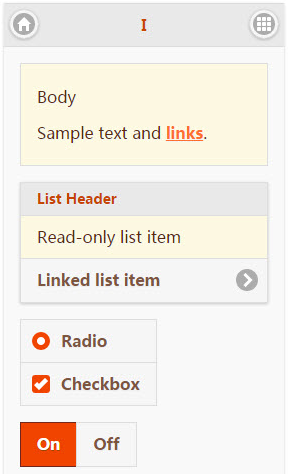 I
Body
Sample text and links.
List Header
Read-only list item
Linked list item
Radio
Checkbox
On Off